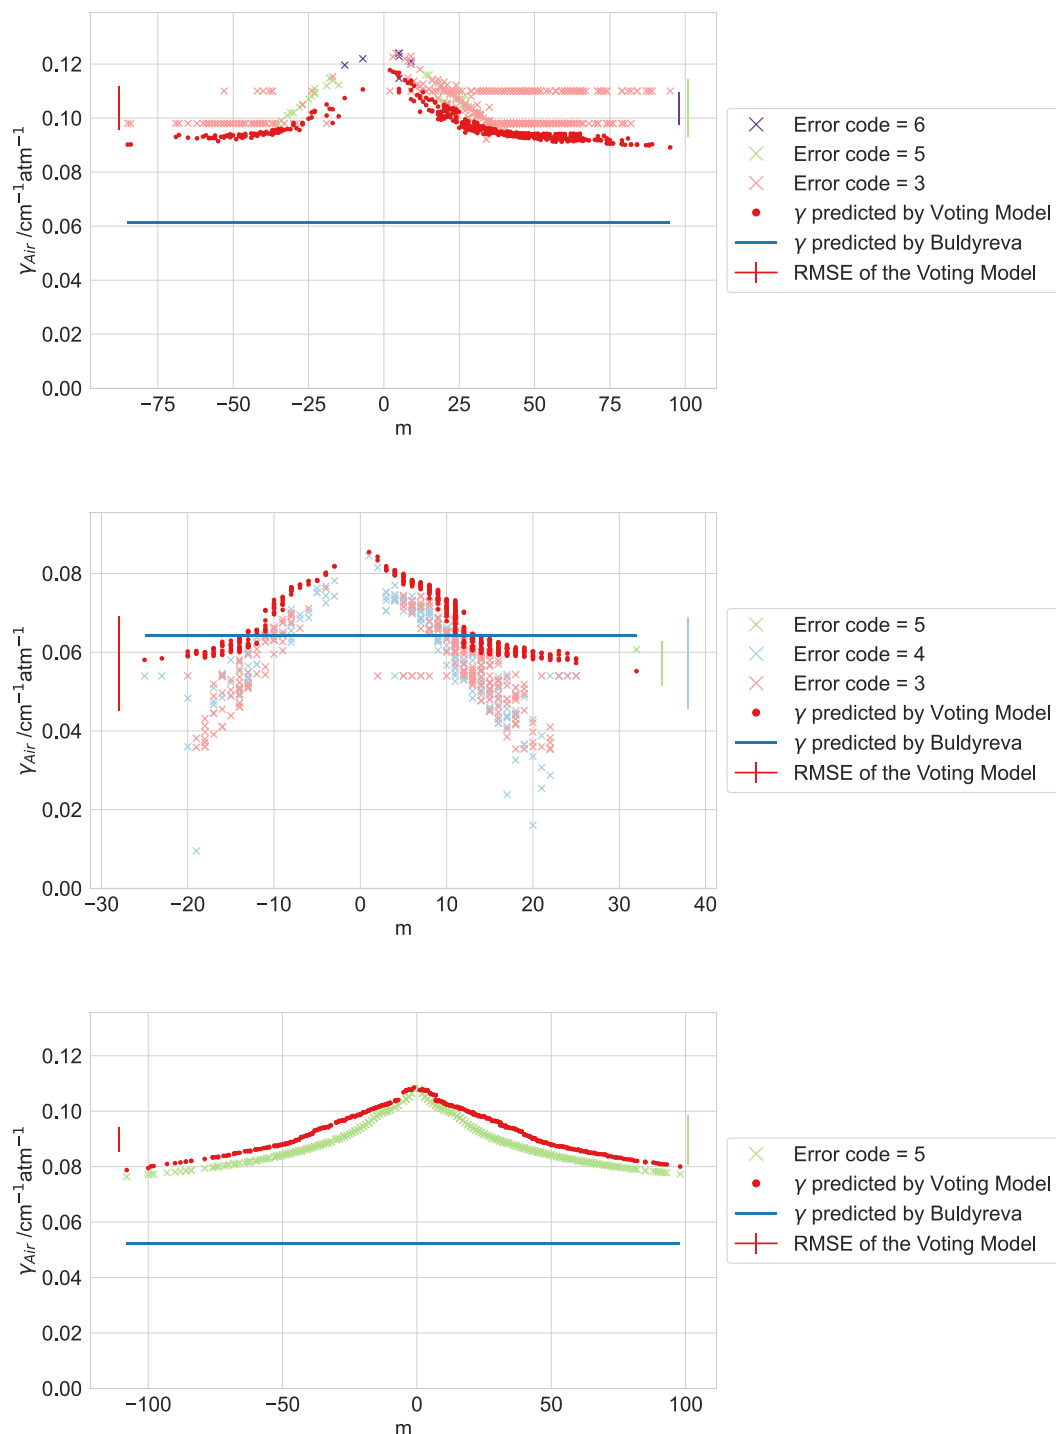 0.12
0.10
0.08
0.06
0.04
0.02
0.00
γAir /cm⁻¹atm⁻¹
−75 −50 −25 0 25 50 75 100
m
Error code = 6
Error code = 5
Error code = 3
γ predicted by Voting Model
γ predicted by Buldyreva
RMSE of the Voting Model
0.08
0.06
0.04
0.02
0.00
γAir /cm⁻¹atm⁻¹
−30 −20 −10 0 10 20 30 40
m
Error code = 5
Error code = 4
Error code = 3
γ predicted by Voting Model
γ predicted by Buldyreva
RMSE of the Voting Model
0.12
0.10
0.08
0.06
0.04
0.02
0.00
γAir /cm⁻¹atm⁻¹
−100 −50 0 50 100
m
Error code = 5
γ predicted by Voting Model
γ predicted by Buldyreva
RMSE of the Voting Model